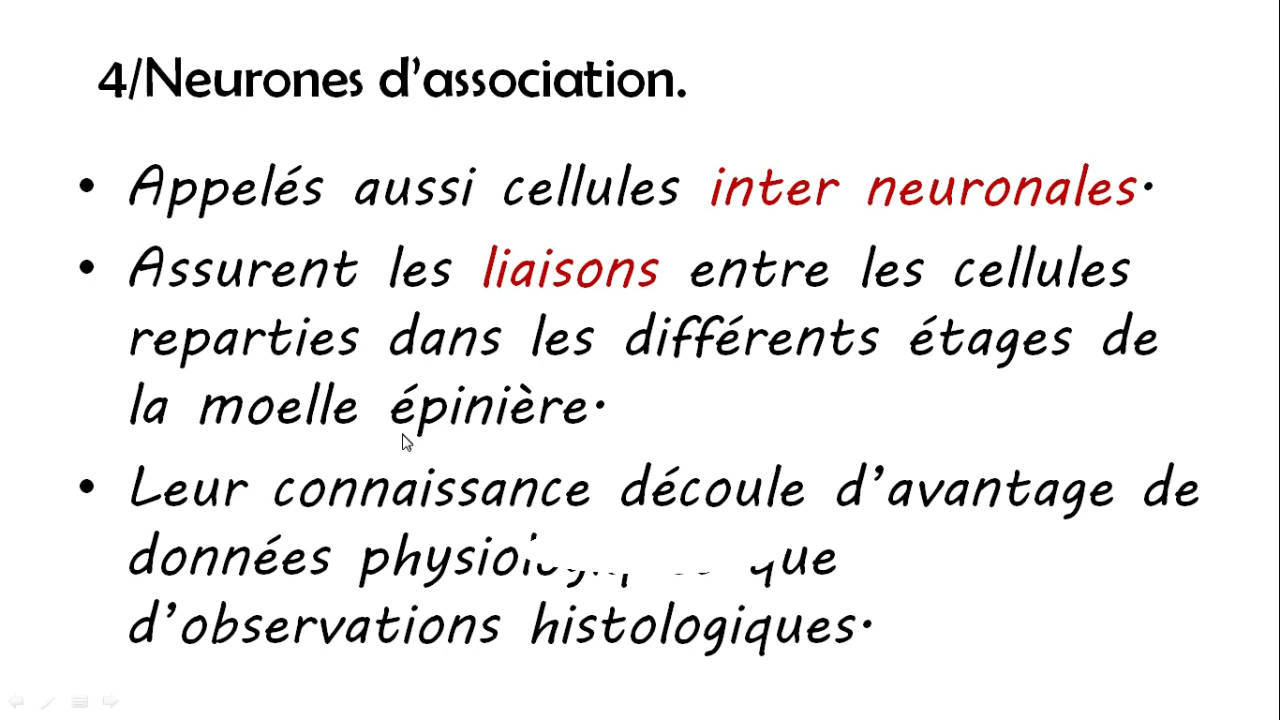 4/Neurones d'association.
• Appelés aussi cellules inter neuronales.
• Assurent les liaisons entre les cellules
reparties dans les différents étages de
la moelle épinière.
• Leur connaissance découle d'avantage de
données que
d'observations histologiques.